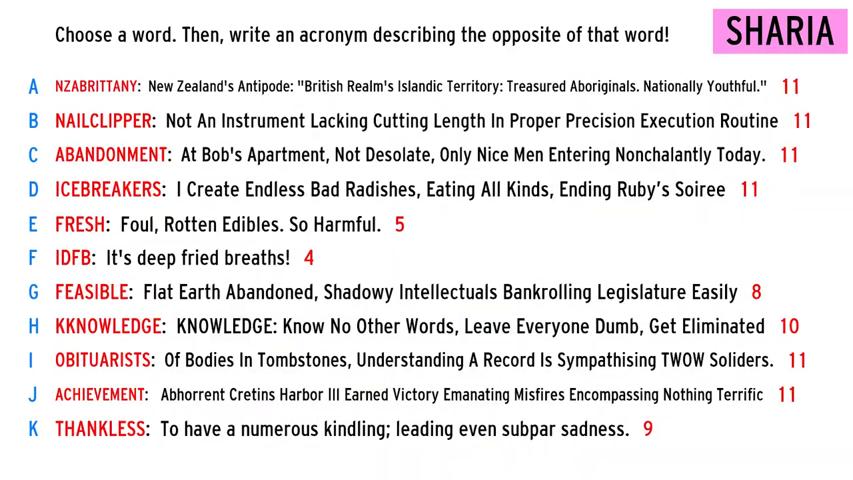 Choose a word. Then, write an acronym describing the opposite of that word!
SHARIA
A NZABRITTANY: New Zealand's Antipode: "British Realm's Islandic Territory: Treasured Aboriginals. Nationally Youthful." 11
B NAILCLIPPER: Not An Instrument Lacking Cutting Length In Proper Precision Execution Routine 11
C ABANDONMENT: At Bob's Apartment, Not Desolate, Only Nice Men Entering Nonchalantly Today. 11
D ICEBREAKERS: I Create Endless Bad Radishes, Eating All Kinds, Ending Ruby's Soiree 11
E FRESH: Foul, Rotten Edibles. So Harmful. 5
F IDFB: It's deep fried breaths! 4
G FEASIBLE: Flat Earth Abandoned, Shadowy Intellectuals Bankrolling Legislature Easily 8
H KKNOWLEDGE: KNOWLEDGE: Know No Other Words, Leave Everyone Dumb, Get Eliminated 10
I OBITUARISTS: Of Bodies In Tombstones, Understanding A Record Is Sympathising TWOW Soliders. 11
J ACHIEVEMENT: Abhorrent Cretins Harbor Ill Earned Victory Emanating Misfires Encompassing Nothing Terrific 11
K THANKLESS: To have a numerous kindling; leading even subpar sadness. 9